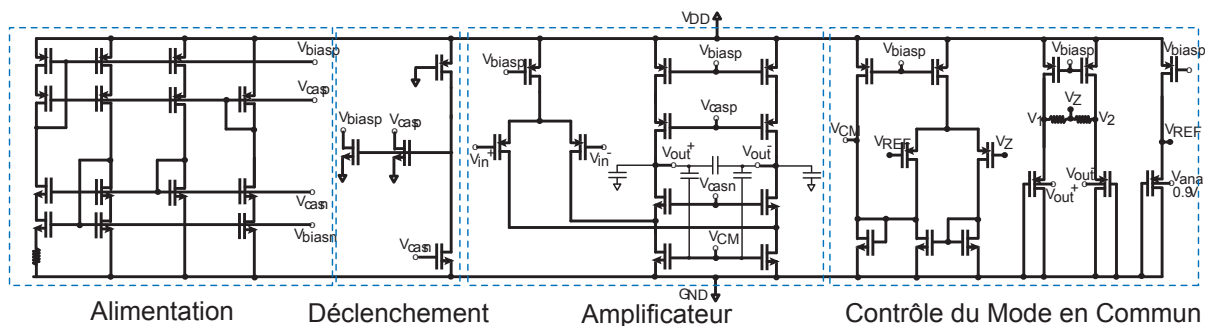 VDD
Vbiasp
Vcasp
Vcasn
Vbiasn
Vbiasp
Vcasp
Vcasn
Vbiasp
Vin+
Vin-
Vbiasp
Vcasp
Vout+
Vout-
Vcasn
VCM
GND
Vbiasp
VCM
VREF
VZ
Vbiasp
VZ
V1
V2
Vout+
Vout-
Vbiasp
VREF
Vana
0.9V
Alimentation
Déclenchement
Amplificateur
Contrôle du Mode en Commun